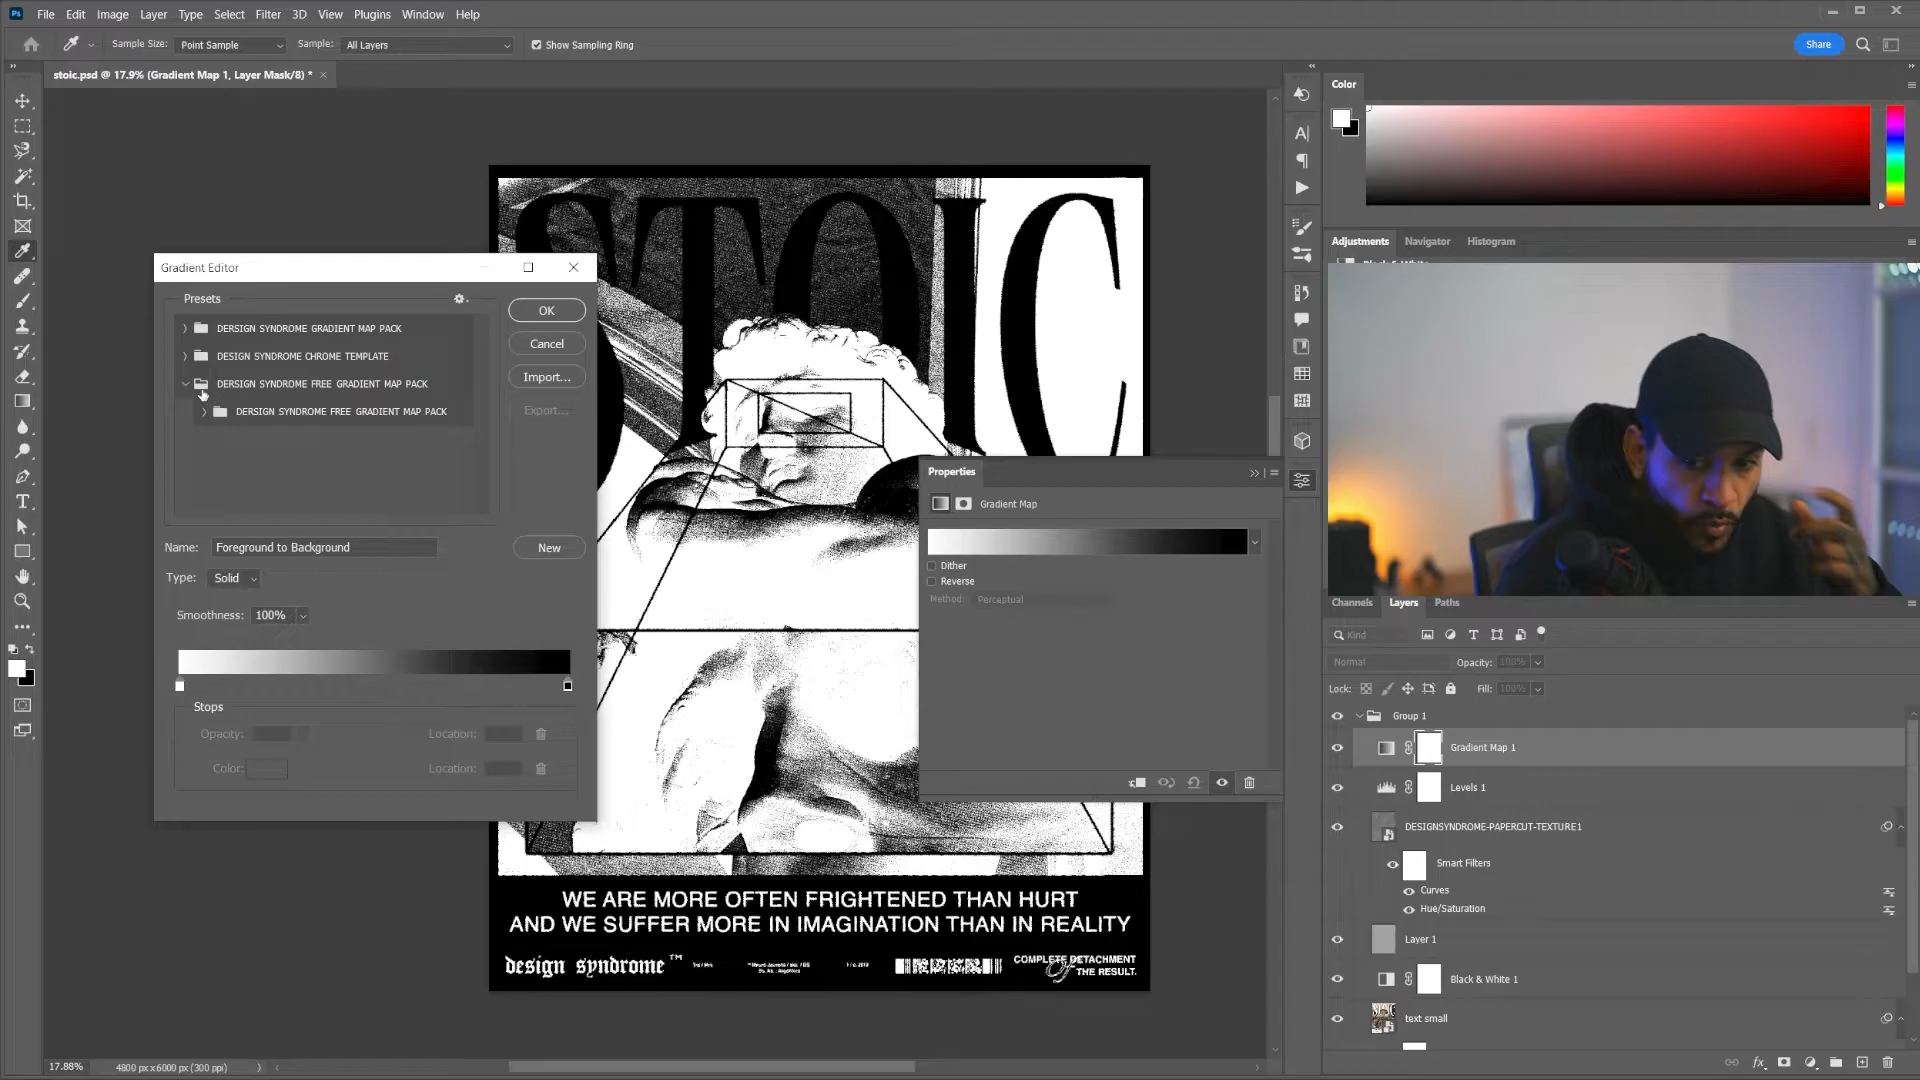 Ps File Edit Image Layer Type Select Filter 3D View Plugins Window Help
Sample Size: Point Sample Sample: All Layers Show Sampling Ring Share
stoic.psd @ 17.9% (Gradient Map 1, Layer Mask/8) * ×
Color
STOIC
Adjustments Navigator Histogram
Gradient Editor
Presets
DERSIGN SYNDROME GRADIENT MAP PACK
DESIGN SYNDROME CHROME TEMPLATE
DERSIGN SYNDROME FREE GRADIENT MAP PACK
DERSIGN SYNDROME FREE GRADIENT MAP PACK
OK
Cancel
Import...
Export...
Name: Foreground to Background
New
Type: Solid
Smoothness: 100%
Stops
Opacity: Location:
Color: Location:
Properties
Gradient Map
Dither
Reverse
Method: Perceptual
WE ARE MORE OFTEN FRIGHTENED THAN HURT
AND WE SUFFER MORE IN IMAGINATION THAN IN REALITY
design syndrome™
COMPLETE DETACHMENT
Of THE RESULT.
Channels Layers Paths
Kind
Normal Opacity: 100%
Lock: Fill: 100%
Group 1
Gradient Map 1
Levels 1
DESIGNSYNDROME-PAPERCUT-TEXTURE1
Smart Filters
Curves
Hue/Saturation
Layer 1
Black & White 1
text small
17.88% 4800 px x 6000 px (300 ppi)